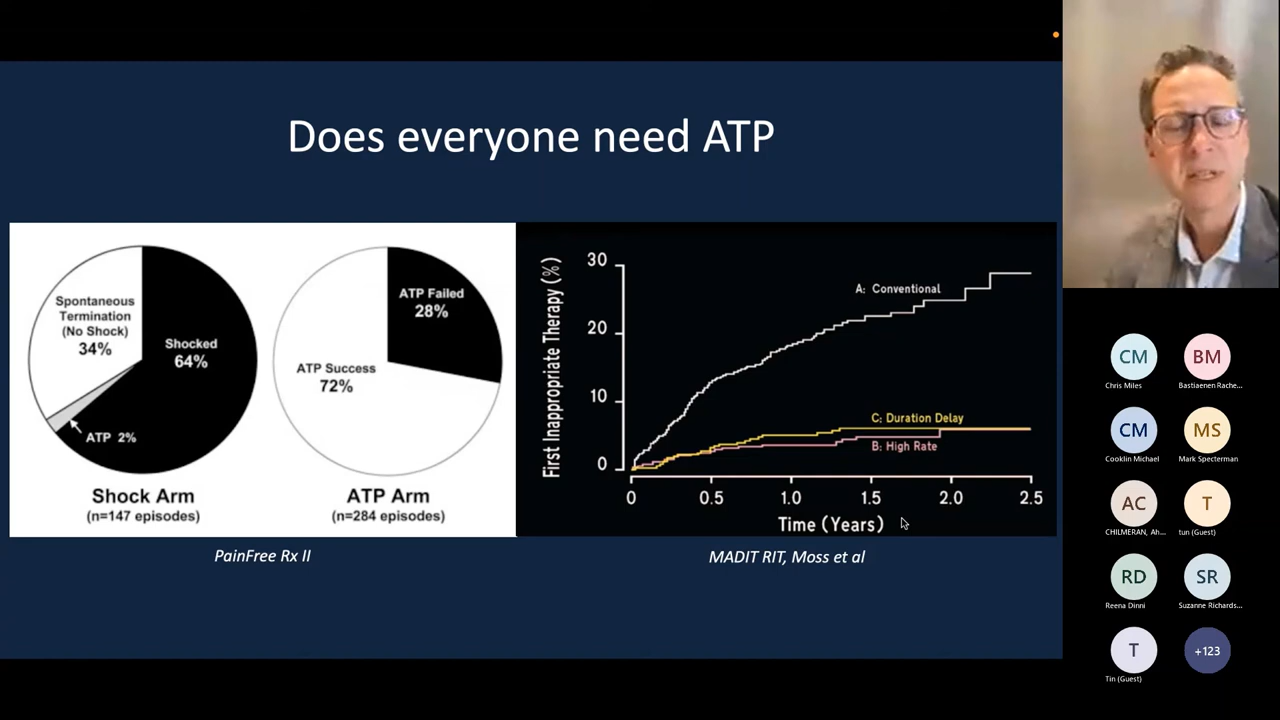 Does everyone need ATP
Spontaneous
Termination
(No Shock)
34%
Shocked
64%
ATP 2%
Shock Arm
(n=147 episodes)
ATP Failed
28%
ATP Success
72%
ATP Arm
(n=284 episodes)
PainFree Rx II
First Inappropriate Therapy (%)
30
20
10
0
A: Conventional
C: Duration Delay
B: High Rate
0 0.5 1.0 1.5 2.0 2.5
Time (Years)
MADIT RIT, Moss et al
CM BM
Chris Miles Bastiaenen Rache...
CM MS
Cooklin Michael Mark Specterman
AC T
CHILMERAN, Ah... tun (Guest)
RD SR
Reena Dinni Suzanne Richards...
T +123
Tin (Guest)